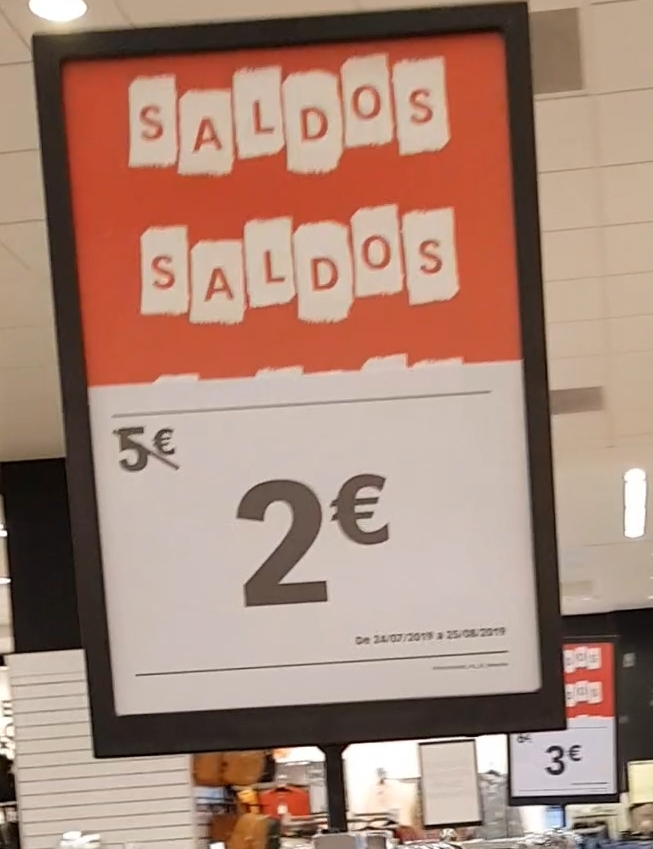 SALDOS
SALDOS
5€
2€
De 24/07/2019 a 25/08/2019
3€